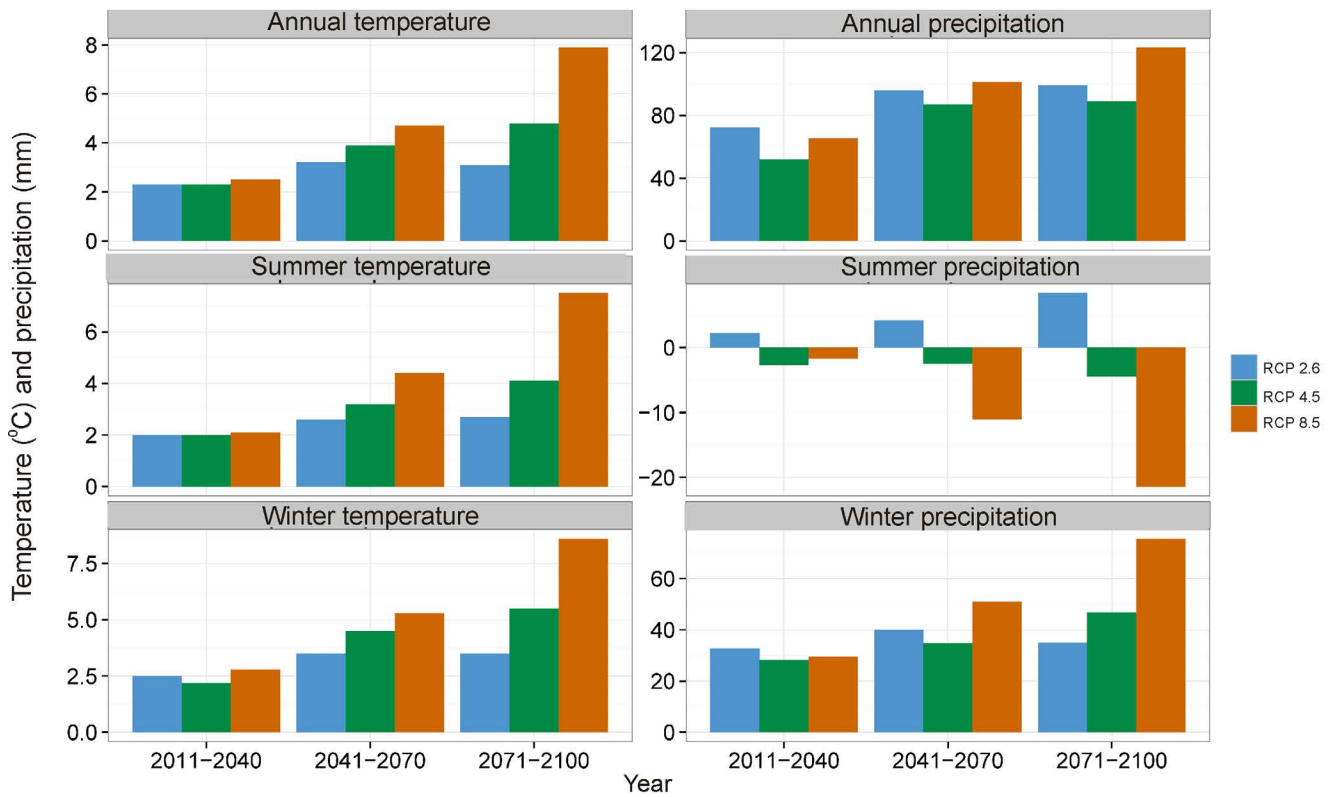 Annual temperature
Annual precipitation
8
6
4
2
0
120
80
40
0
Summer temperature
Summer precipitation
6
4
2
0
0
−10
−20
Winter temperature
Winter precipitation
7.5
5.0
2.5
0.0
60
40
20
0
2011−2040
2041−2070
2071−2100
2011−2040
2041−2070
2071−2100
Year
Temperature (⁰C) and precipitation (mm)
RCP 2.6
RCP 4.5
RCP 8.5